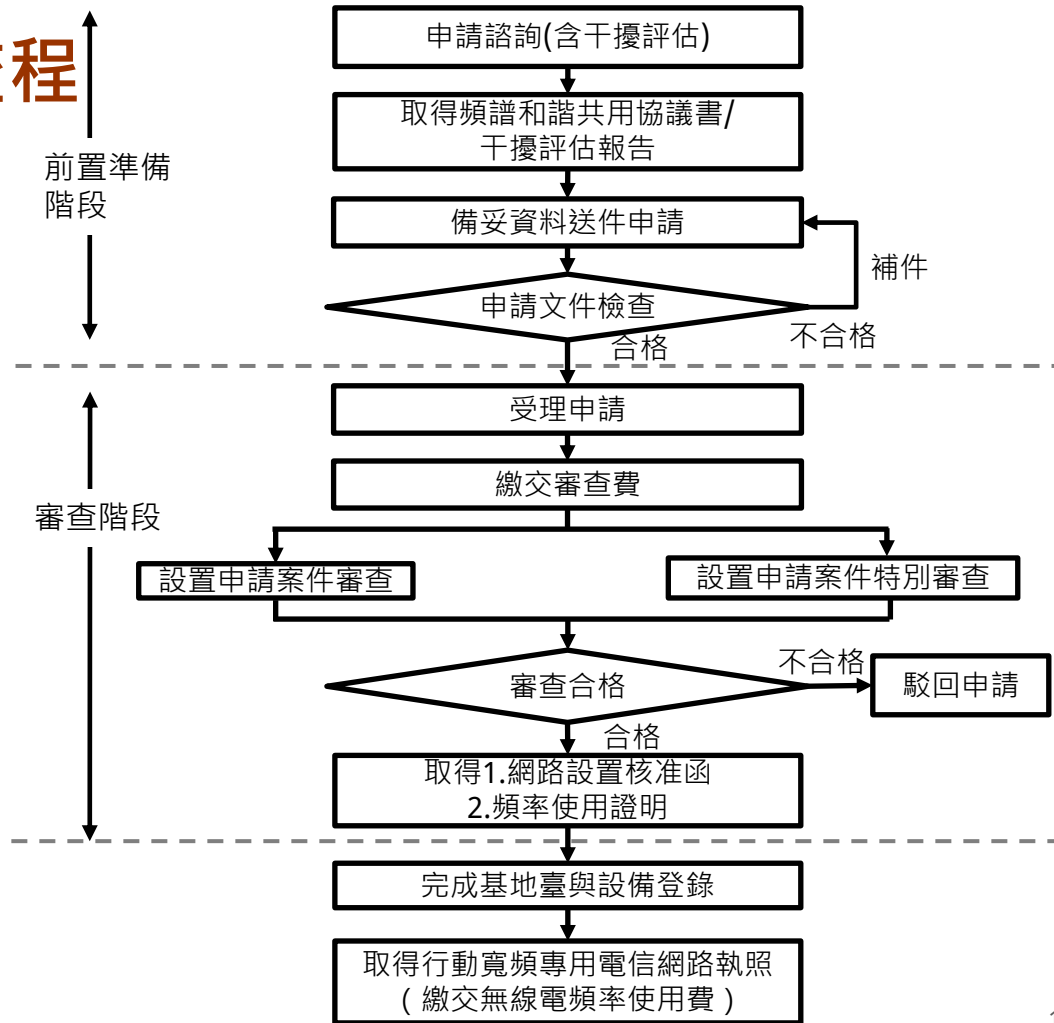 程
申請諮詢(含干擾評估)
取得頻譜和諧共用協議書/
干擾評估報告
前置準備
階段
備妥資料送件申請
補件
申請文件檢查
不合格
合格
受理申請
繳交審查費
審查階段
設置申請案件審查
設置申請案件特別審查
不合格
審查合格
駁回申請
合格
取得1.網路設置核准函
2.頻率使用證明
完成基地臺與設備登錄
取得行動寬頻專用電信網路執照
（繳交無線電頻率使用費）